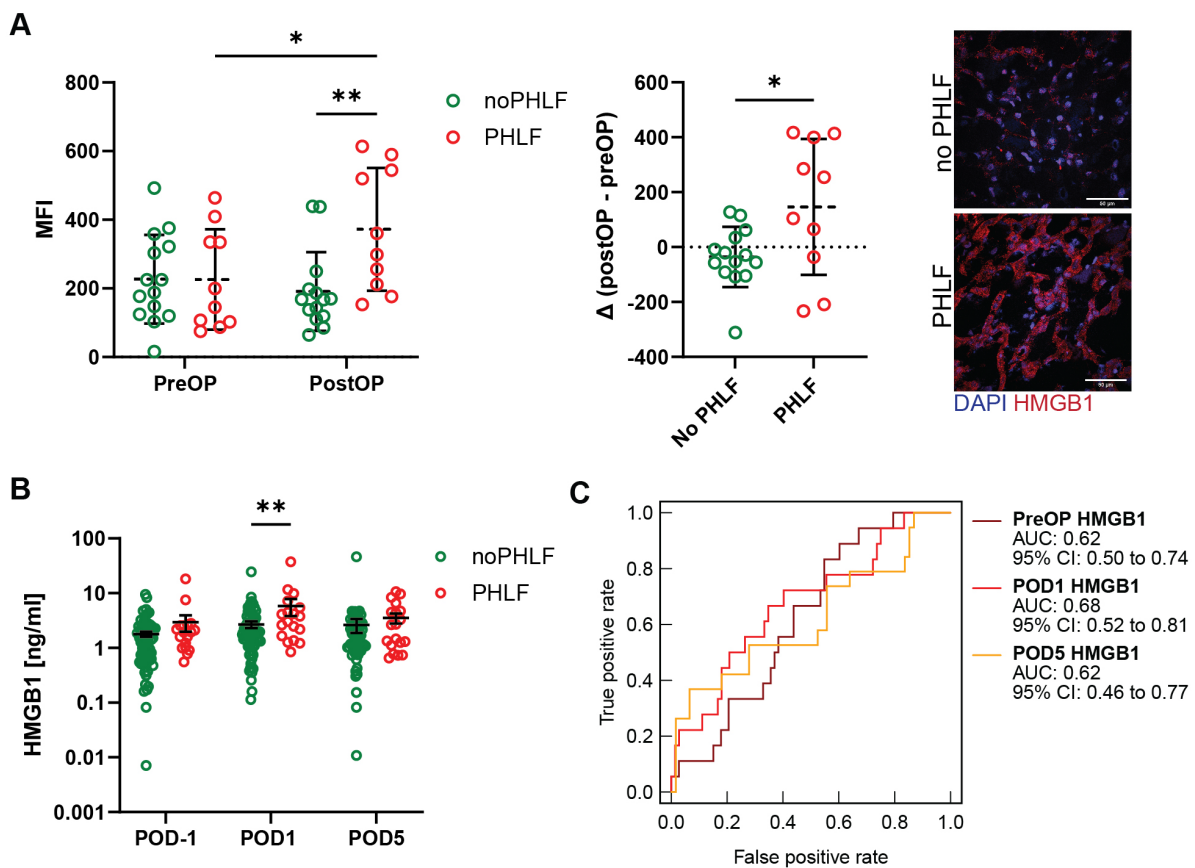 A
*
**
800
600
400
200
0
MFI
PreOP
PostOP
noPHLF
PHLF
*
600
400
200
0
-200
-400
Δ (postOP - preOP)
No PHLF
PHLF
no PHLF
50 µm
PHLF
50 µm
DAPI HMGB1
B
**
100
10
1
0.1
0.01
0.001
HMGB1 [ng/ml]
POD-1
POD1
POD5
noPHLF
PHLF
C
1.0
0.8
0.6
0.4
0.2
0.0
True positive rate
0.0
0.2
0.4
0.6
0.8
1.0
False positive rate
PreOP HMGB1
AUC: 0.62
95% CI: 0.50 to 0.74
POD1 HMGB1
AUC: 0.68
95% CI: 0.52 to 0.81
POD5 HMGB1
AUC: 0.62
95% CI: 0.46 to 0.77